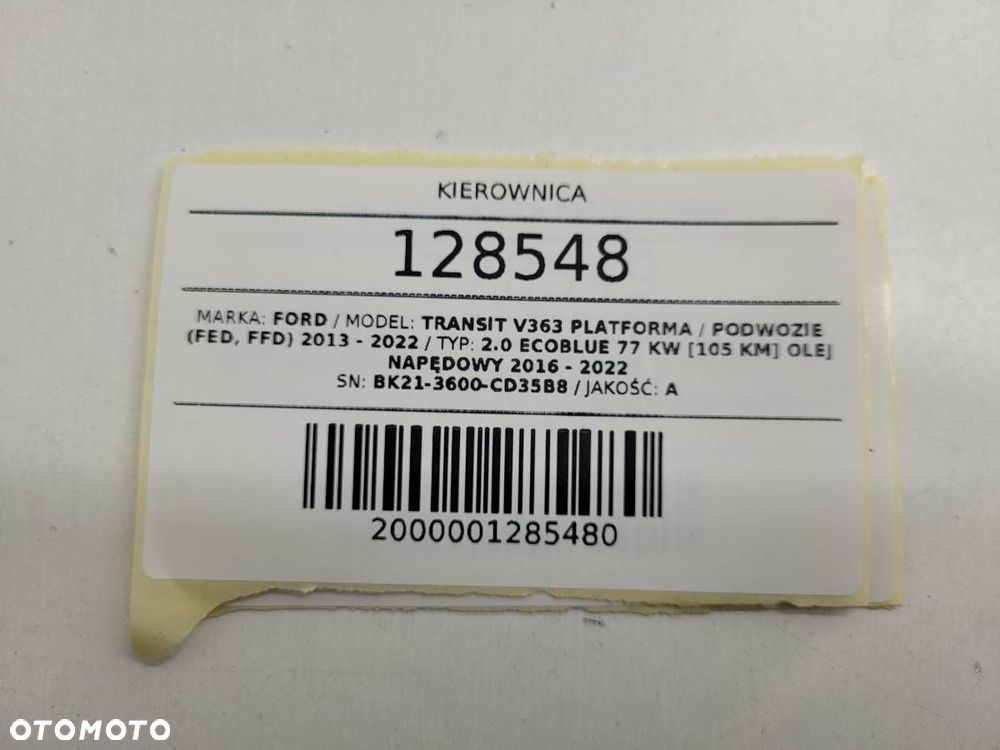 KIEROWNICA
128548
MARKA: FORD / MODEL: TRANSIT V363 PLATFORMA / PODWOZIE
(FED, FFD) 2013 - 2022 / TYP: 2.0 ECOBLUE 77 KW [105 KM] OLEJ
NAPĘDOWY 2016 - 2022
SN: BK21-3600-CD35B8 / JAKOŚĆ: A
2000001285480
OTOMOTO